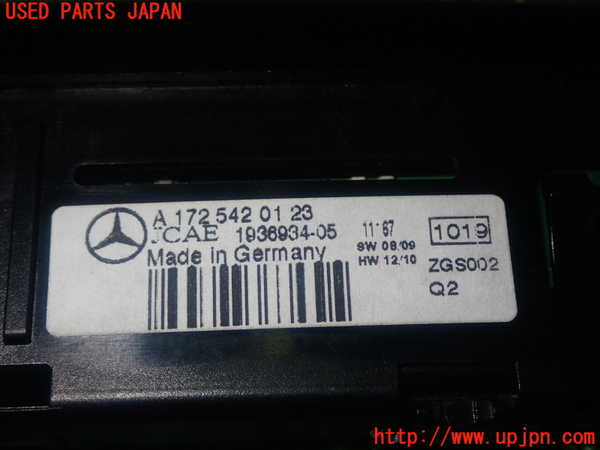 USED PARTS JAPAN
A 172 542 01 23
JCAE 1936934-05
Made in Germany
11'67
SW 08/09
HW 12/10
1019
ZGS002
Q2
http://www.upjpn.com/